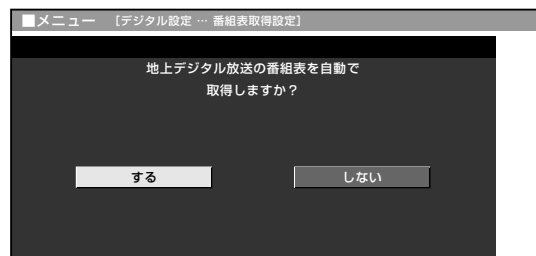 ■メニュー [デジタル設定 … 番組表取得設定]
地上デジタル放送の番組表を自動で
取得しますか？
する
しない